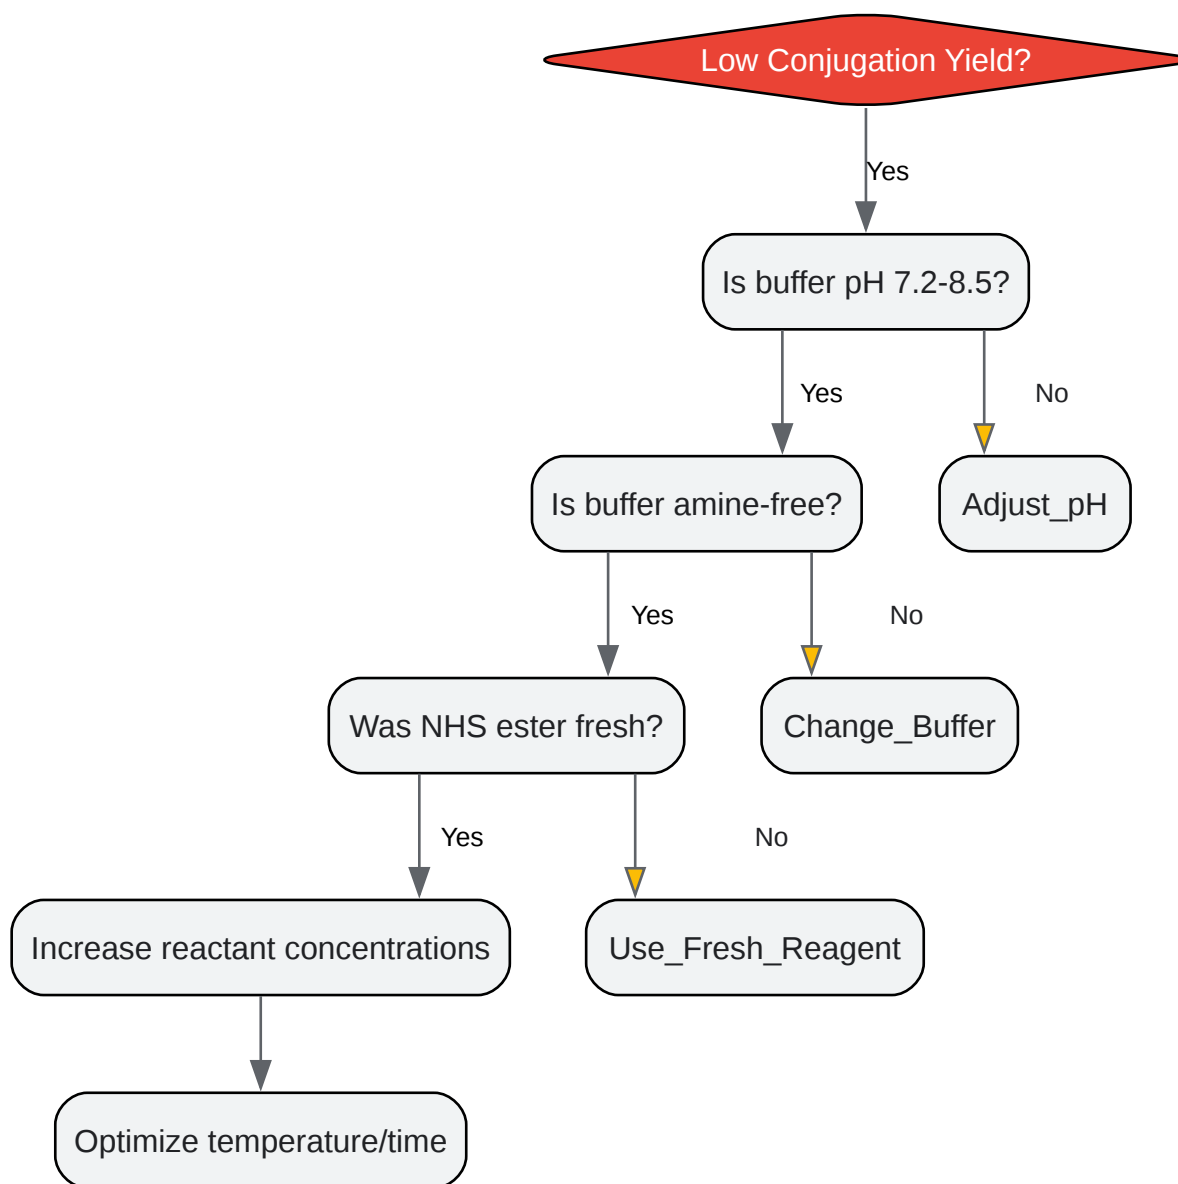 Low Conjugation Yield?
Yes
Is buffer pH 7.2-8.5?
Yes
No
Is buffer amine-free?
Adjust_pH
Yes
No
Was NHS ester fresh?
Change_Buffer
Yes
No
Increase reactant concentrations
Use_Fresh_Reagent
Optimize temperature/time